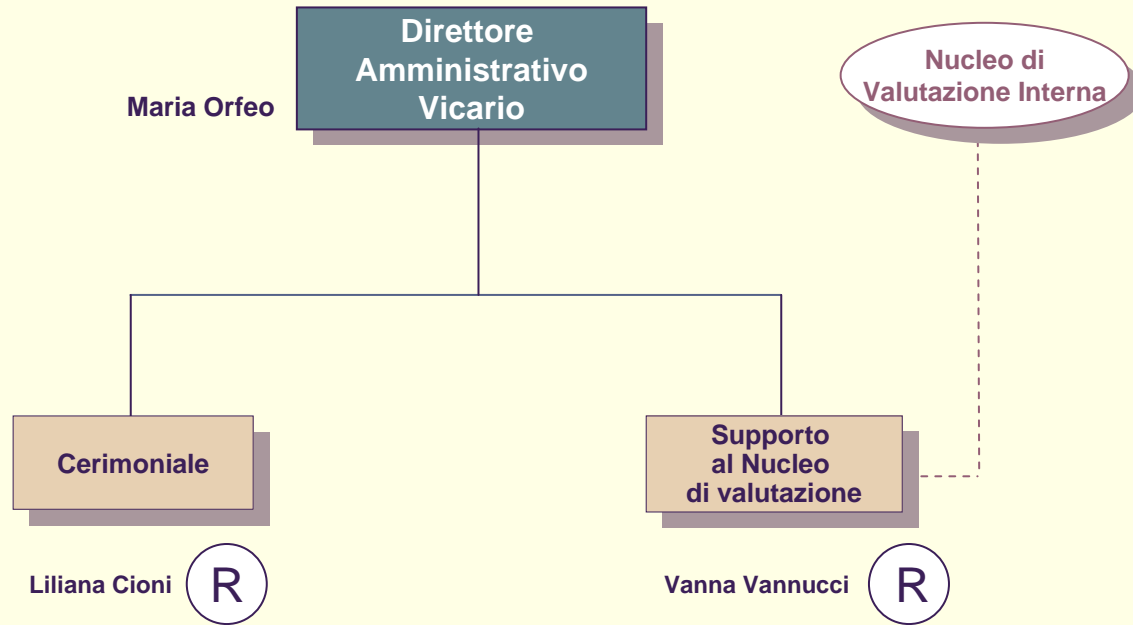 Direttore
Amministrativo
Vicario
Maria Orfeo
Nucleo di
Valutazione Interna
Cerimoniale
Supporto
al Nucleo
di valutazione
Liliana Cioni
R
Vanna Vannucci
R